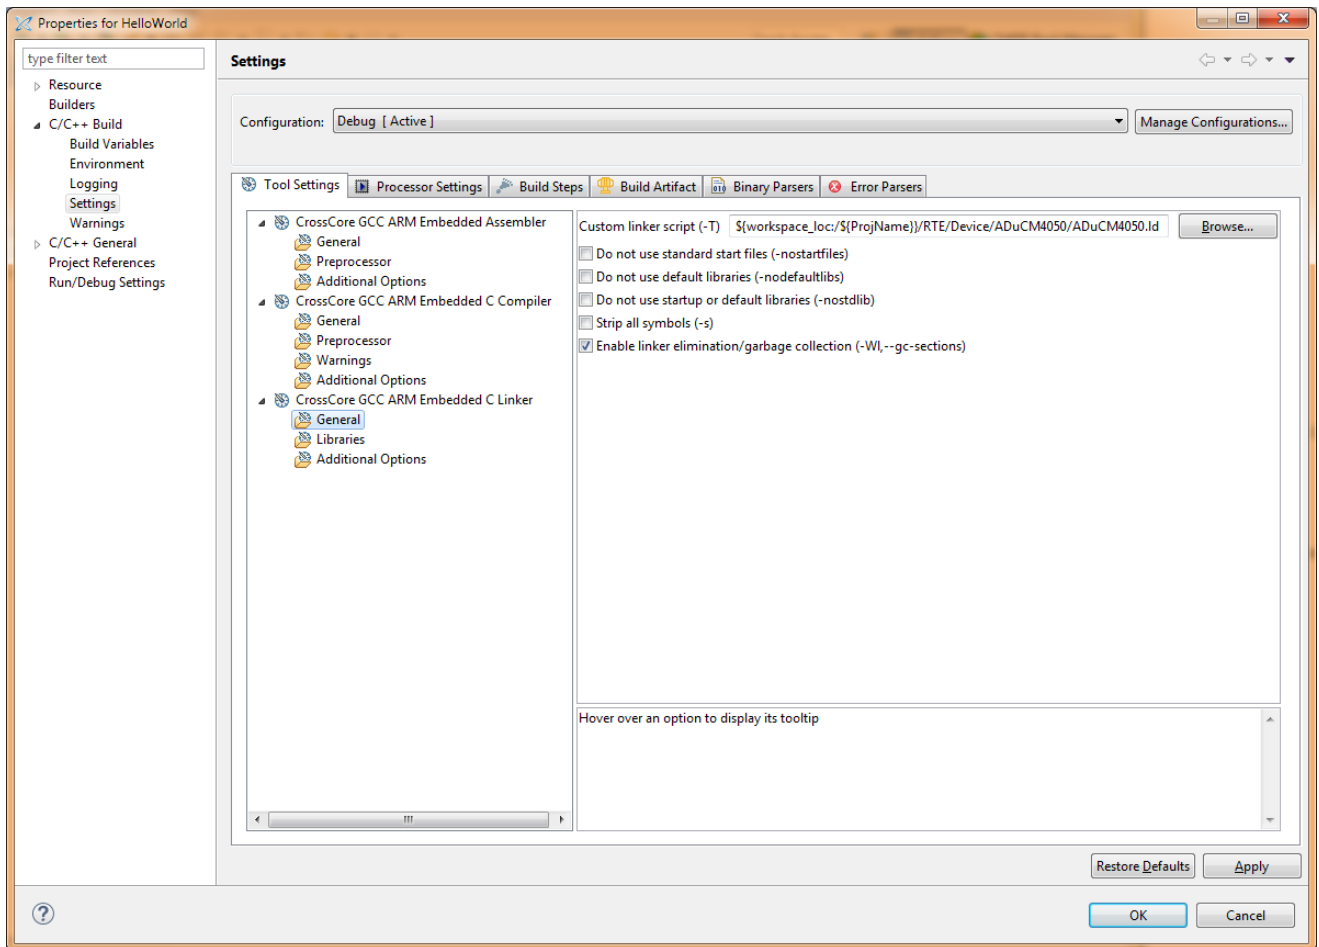 Properties for HelloWorld
type filter text
Resource
Builders
C/C++ Build
Build Variables
Environment
Logging
Settings
Warnings
C/C++ General
Project References
Run/Debug Settings
Settings
Configuration: Debug [ Active ] Manage Configurations...
Tool Settings Processor Settings Build Steps Build Artifact Binary Parsers Error Parsers
CrossCore GCC ARM Embedded Assembler
General
Preprocessor
Additional Options
CrossCore GCC ARM Embedded C Compiler
General
Preprocessor
Warnings
Additional Options
CrossCore GCC ARM Embedded C Linker
General
Libraries
Additional Options
Custom linker script (-T) ${workspace_loc:/${ProjName}}/RTE/Device/ADuCM4050/ADuCM4050.ld Browse...
Do not use standard start files (-nostartfiles)
Do not use default libraries (-nodefaultlibs)
Do not use startup or default libraries (-nostdlib)
Strip all symbols (-s)
Enable linker elimination/garbage collection (-Wl,--gc-sections)
Hover over an option to display its tooltip
Restore Defaults Apply
OK Cancel